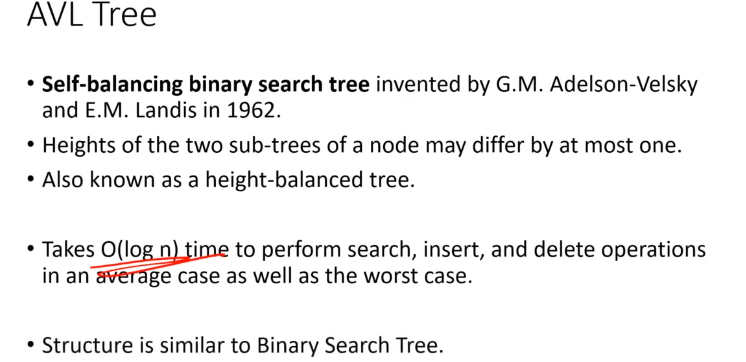 AVL Tree
• Self-balancing binary search tree invented by G.M. Adelson-Velsky
and E.M. Landis in 1962.
• Heights of the two sub-trees of a node may differ by at most one.
• Also known as a height-balanced tree.
• Takes O(log n) time to perform search, insert, and delete operations
in an average case as well as the worst case.
• Structure is similar to Binary Search Tree.